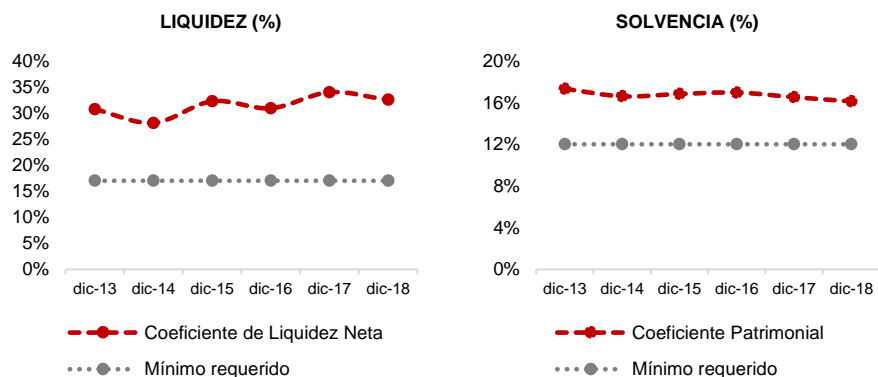 LIQUIDEZ (%)
40%
35%
30%
25%
20%
15%
10%
5%
0%
dic-13 dic-14 dic-15 dic-16 dic-17 dic-18
Coeficiente de Liquidez Neta
Mínimo requerido
SOLVENCIA (%)
20%
16%
12%
8%
4%
0%
dic-13 dic-14 dic-15 dic-16 dic-17 dic-18
Coeficiente Patrimonial
Mínimo requerido